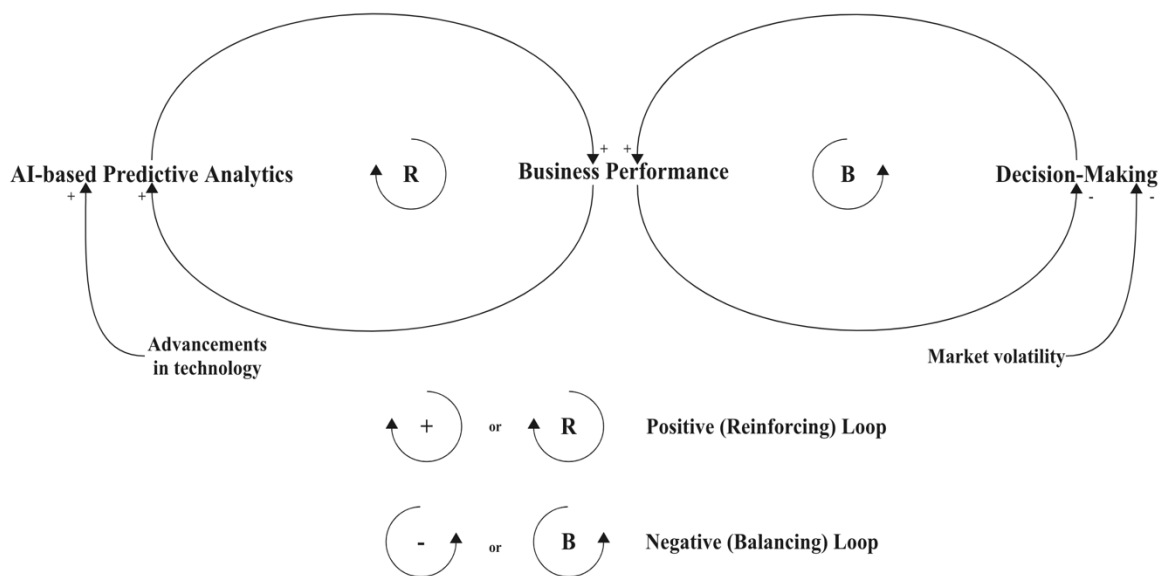 R
B
+ +
AI-based Predictive Analytics
Business Performance
Decision-Making
+ +
- -
Advancements
in technology
Market volatility
+ or R Positive (Reinforcing) Loop
- or B Negative (Balancing) Loop